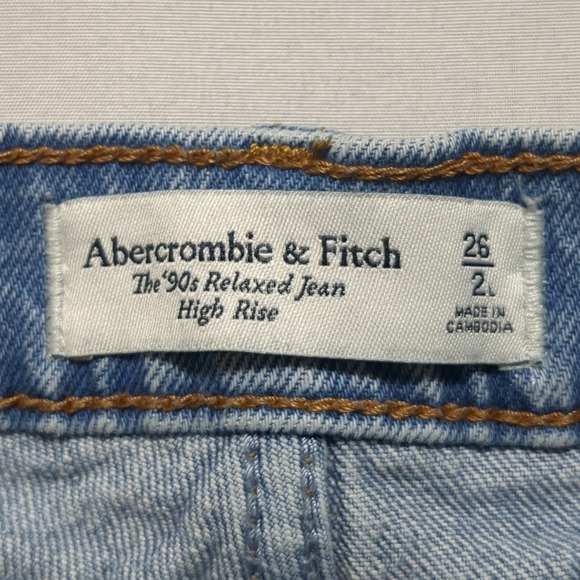 Abercrombie & Fitch
The '90s Relaxed Jean
High Rise
26
2L
MADE IN
CAMBODIA